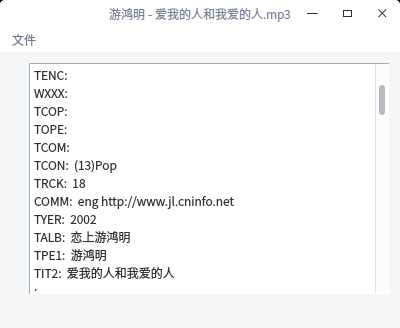 游鸿明 - 爱我的人和我爱的人.mp3
文件
TENC:
WXXX:
TCOP:
TOPE:
TCOM:
TCON: (13)Pop
TRCK: 18
COMM: eng http://www.jl.cninfo.net
TYER: 2002
TALB: 恋上游鸿明
TPE1: 游鸿明
TIT2: 爱我的人和我爱的人